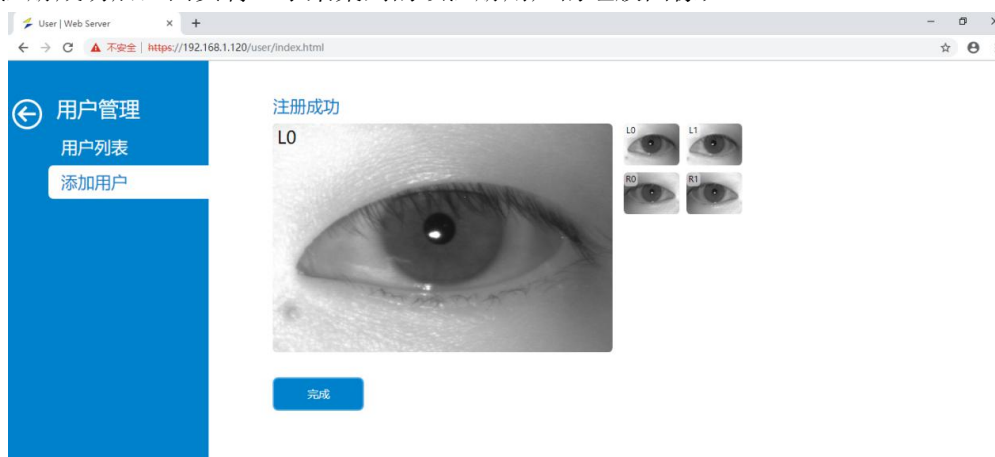 User | Web Server
不安全 | https://192.168.1.120/user/index.html
用户管理
用户列表
添加用户
注册成功
L0
L0
L1
R0
R1
完成